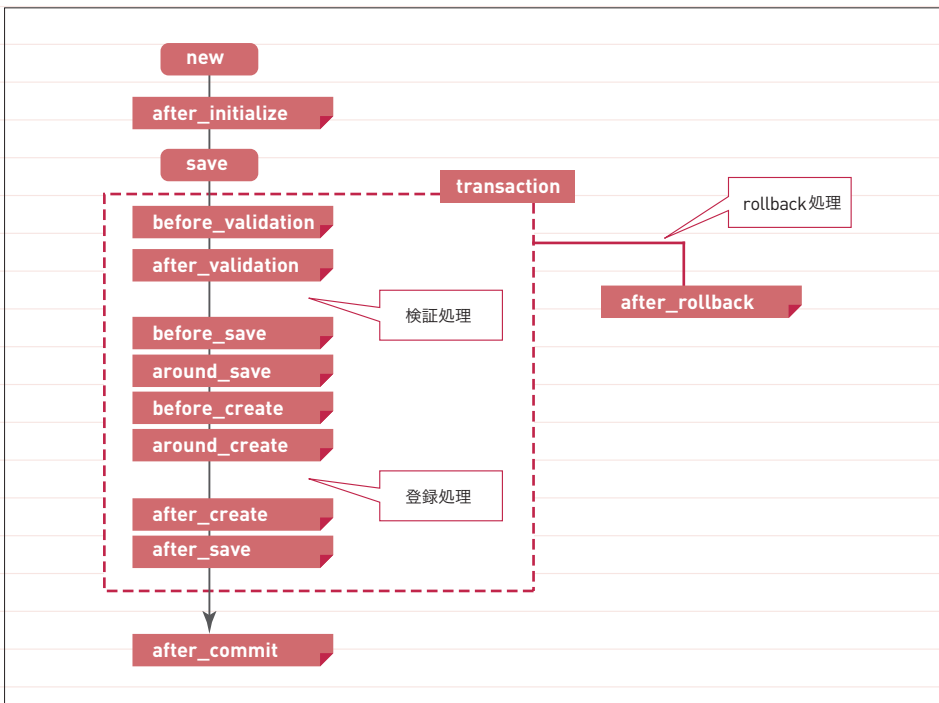 new
after_initialize
save
transaction
rollback処理
before_validation
after_validation
after_rollback
検証処理
before_save
around_save
before_create
around_create
登録処理
after_create
after_save
after_commit